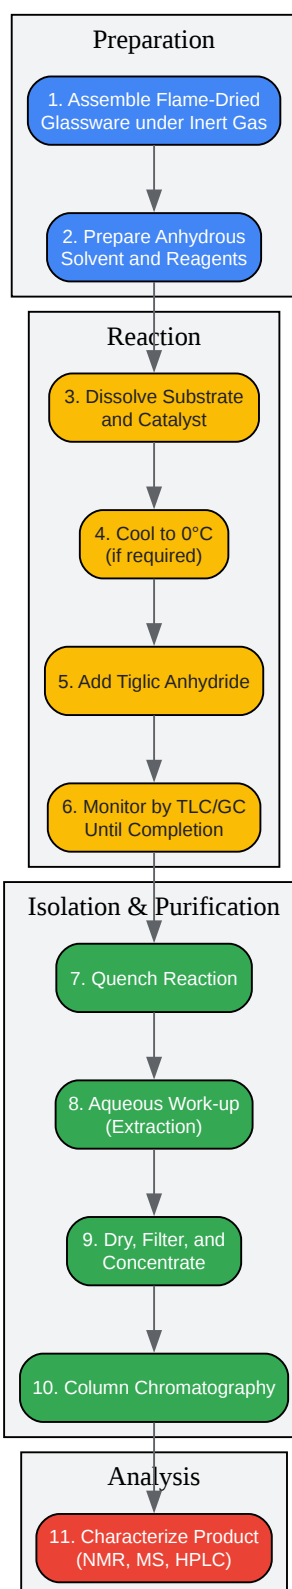 Preparation
1. Assemble Flame-Dried
Glassware under Inert Gas
2. Prepare Anhydrous
Solvent and Reagents
Reaction
3. Dissolve Substrate
and Catalyst
4. Cool to 0°C
(if required)
5. Add Tiglic Anhydride
6. Monitor by TLC/GC
Until Completion
Isolation & Purification
7. Quench Reaction
8. Aqueous Work-up
(Extraction)
9. Dry, Filter, and
Concentrate
10. Column Chromatography
Analysis
11. Characterize Product
(NMR, MS, HPLC)